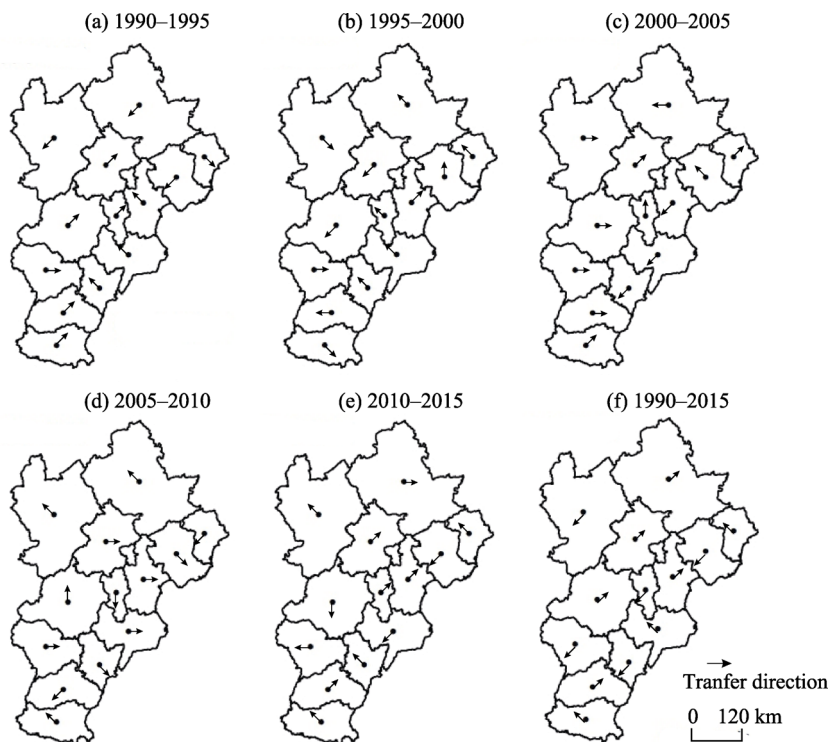 (a) 1990–1995
(b) 1995–2000
(c) 2000–2005
(d) 2005–2010
(e) 2010–2015
(f) 1990–2015
Tranfer direction
0 120 km